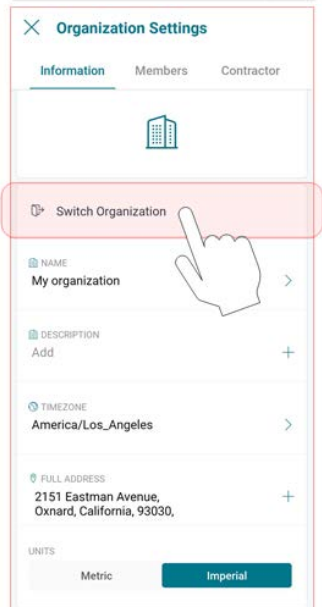 Organization Settings
Information Members Contractor
Switch Organization
NAME
My organization
DESCRIPTION
Add
TIMEZONE
America/Los_Angeles
FULL ADDRESS
2151 Eastman Avenue,
Oxnard, California, 93030,
UNITS
Metric Imperial